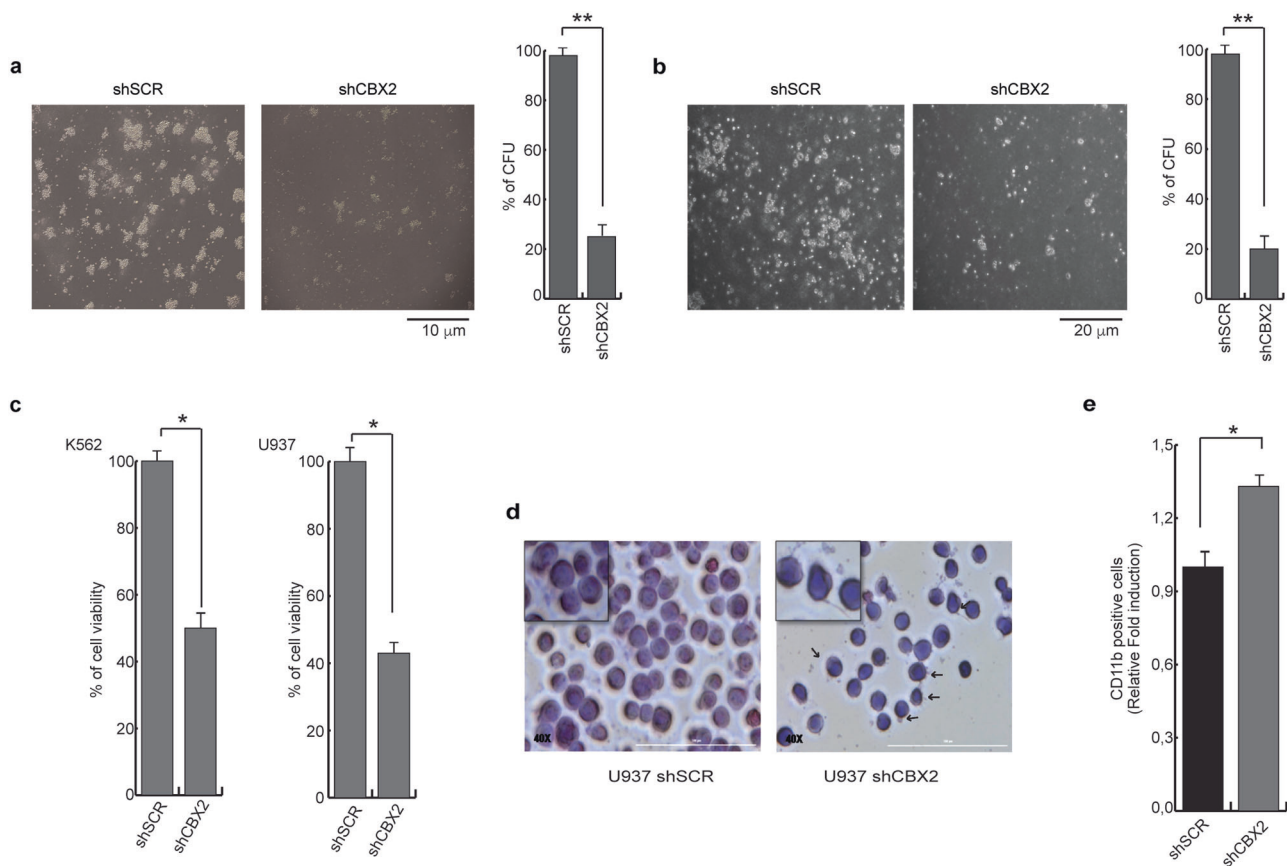 a
shSCR
shCBX2
10 μm
**
% of CFU
100
80
60
40
20
0
shSCR
shCBX2
b
shSCR
shCBX2
20 μm
**
% of CFU
100
80
60
40
20
0
shSCR
shCBX2
c
K562
*
% of cell viability
100
80
60
40
20
0
shSCR
shCBX2
U937
*
% of cell viability
100
80
60
40
20
0
shSCR
shCBX2
d
40X
40X
U937 shSCR
U937 shCBX2
e
*
CD11b positive cells
(Relative Fold induction)
1,5
1,2
0,9
0,6
0,3
0,0
shSCR
shCBX2